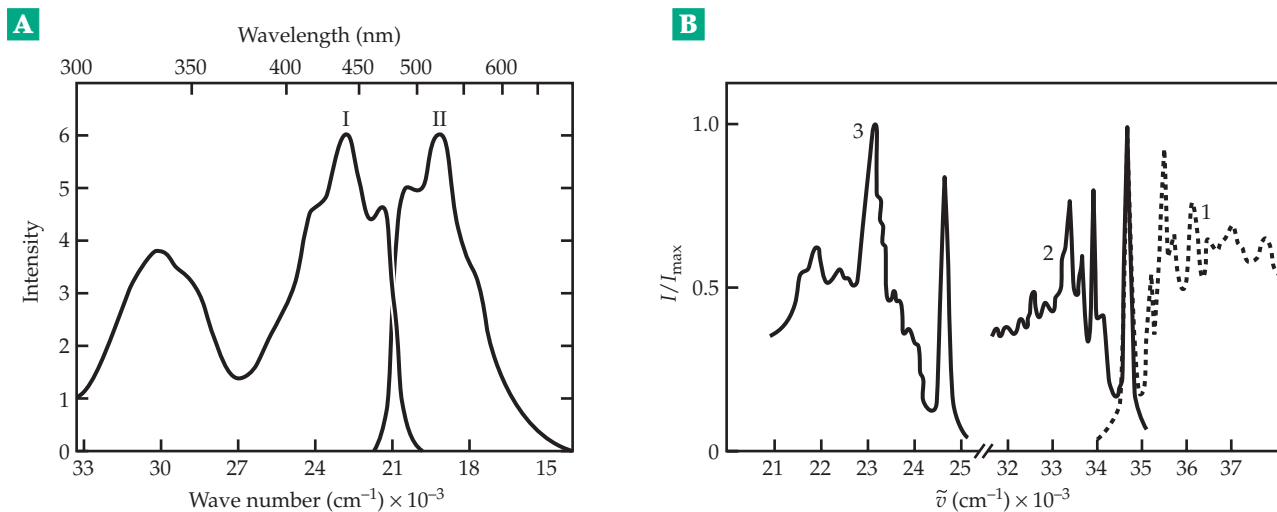 A
Wavelength (nm)
300 350 400 450 500 600
I II
6
5
4
3
2
1
0
Intensity
33 30 27 24 21 18 15
Wave number (cm⁻¹) × 10⁻³
B
1.0
0.5
0
I/Imax
3
2
1
21 22 23 24 25 32 33 34 35 36 37
ṽ (cm⁻¹) × 10⁻³